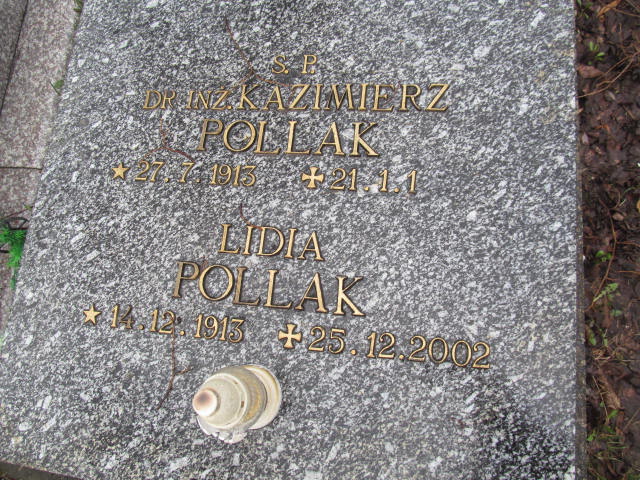 S. P.
DR INŻ. KAZIMIERZ
POLLAK
27.7.1913 21.1.1
LIDIA
POLLAK
14.12.1913 25.12.2002